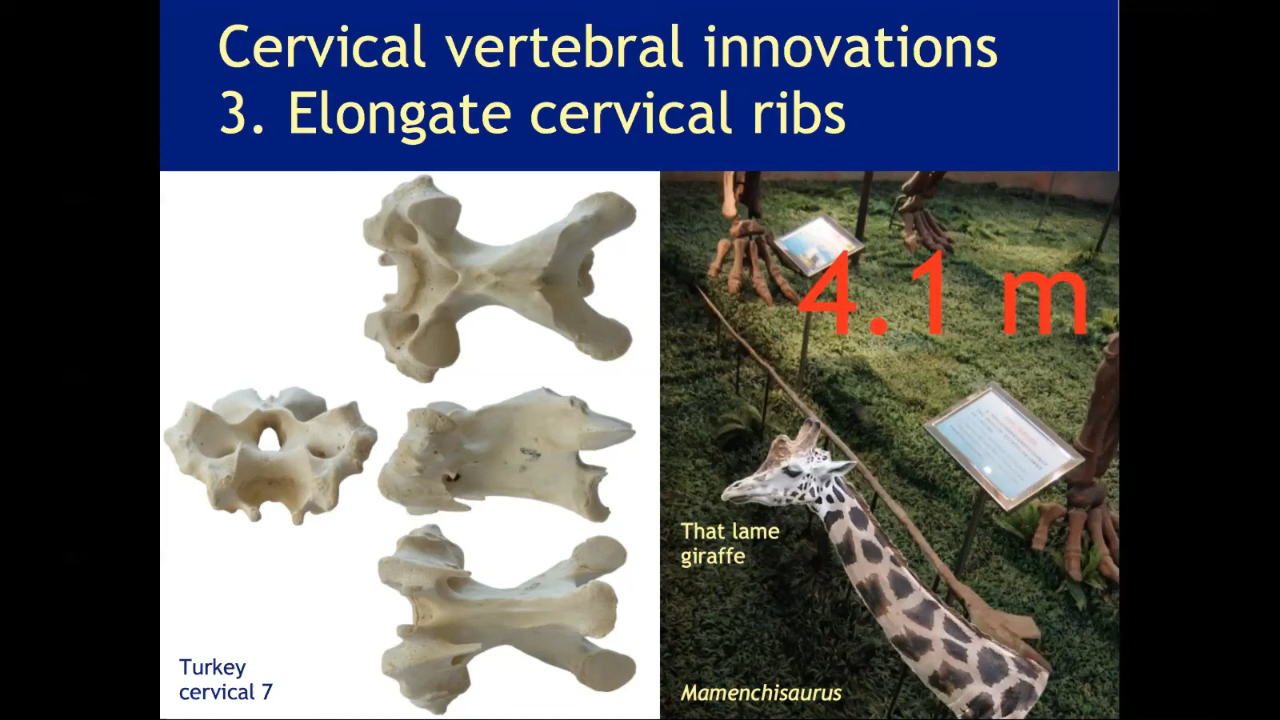 Cervical vertebral innovations
3. Elongate cervical ribs
4.1 m
That lame
giraffe
Turkey
cervical 7
Mamenchisaurus